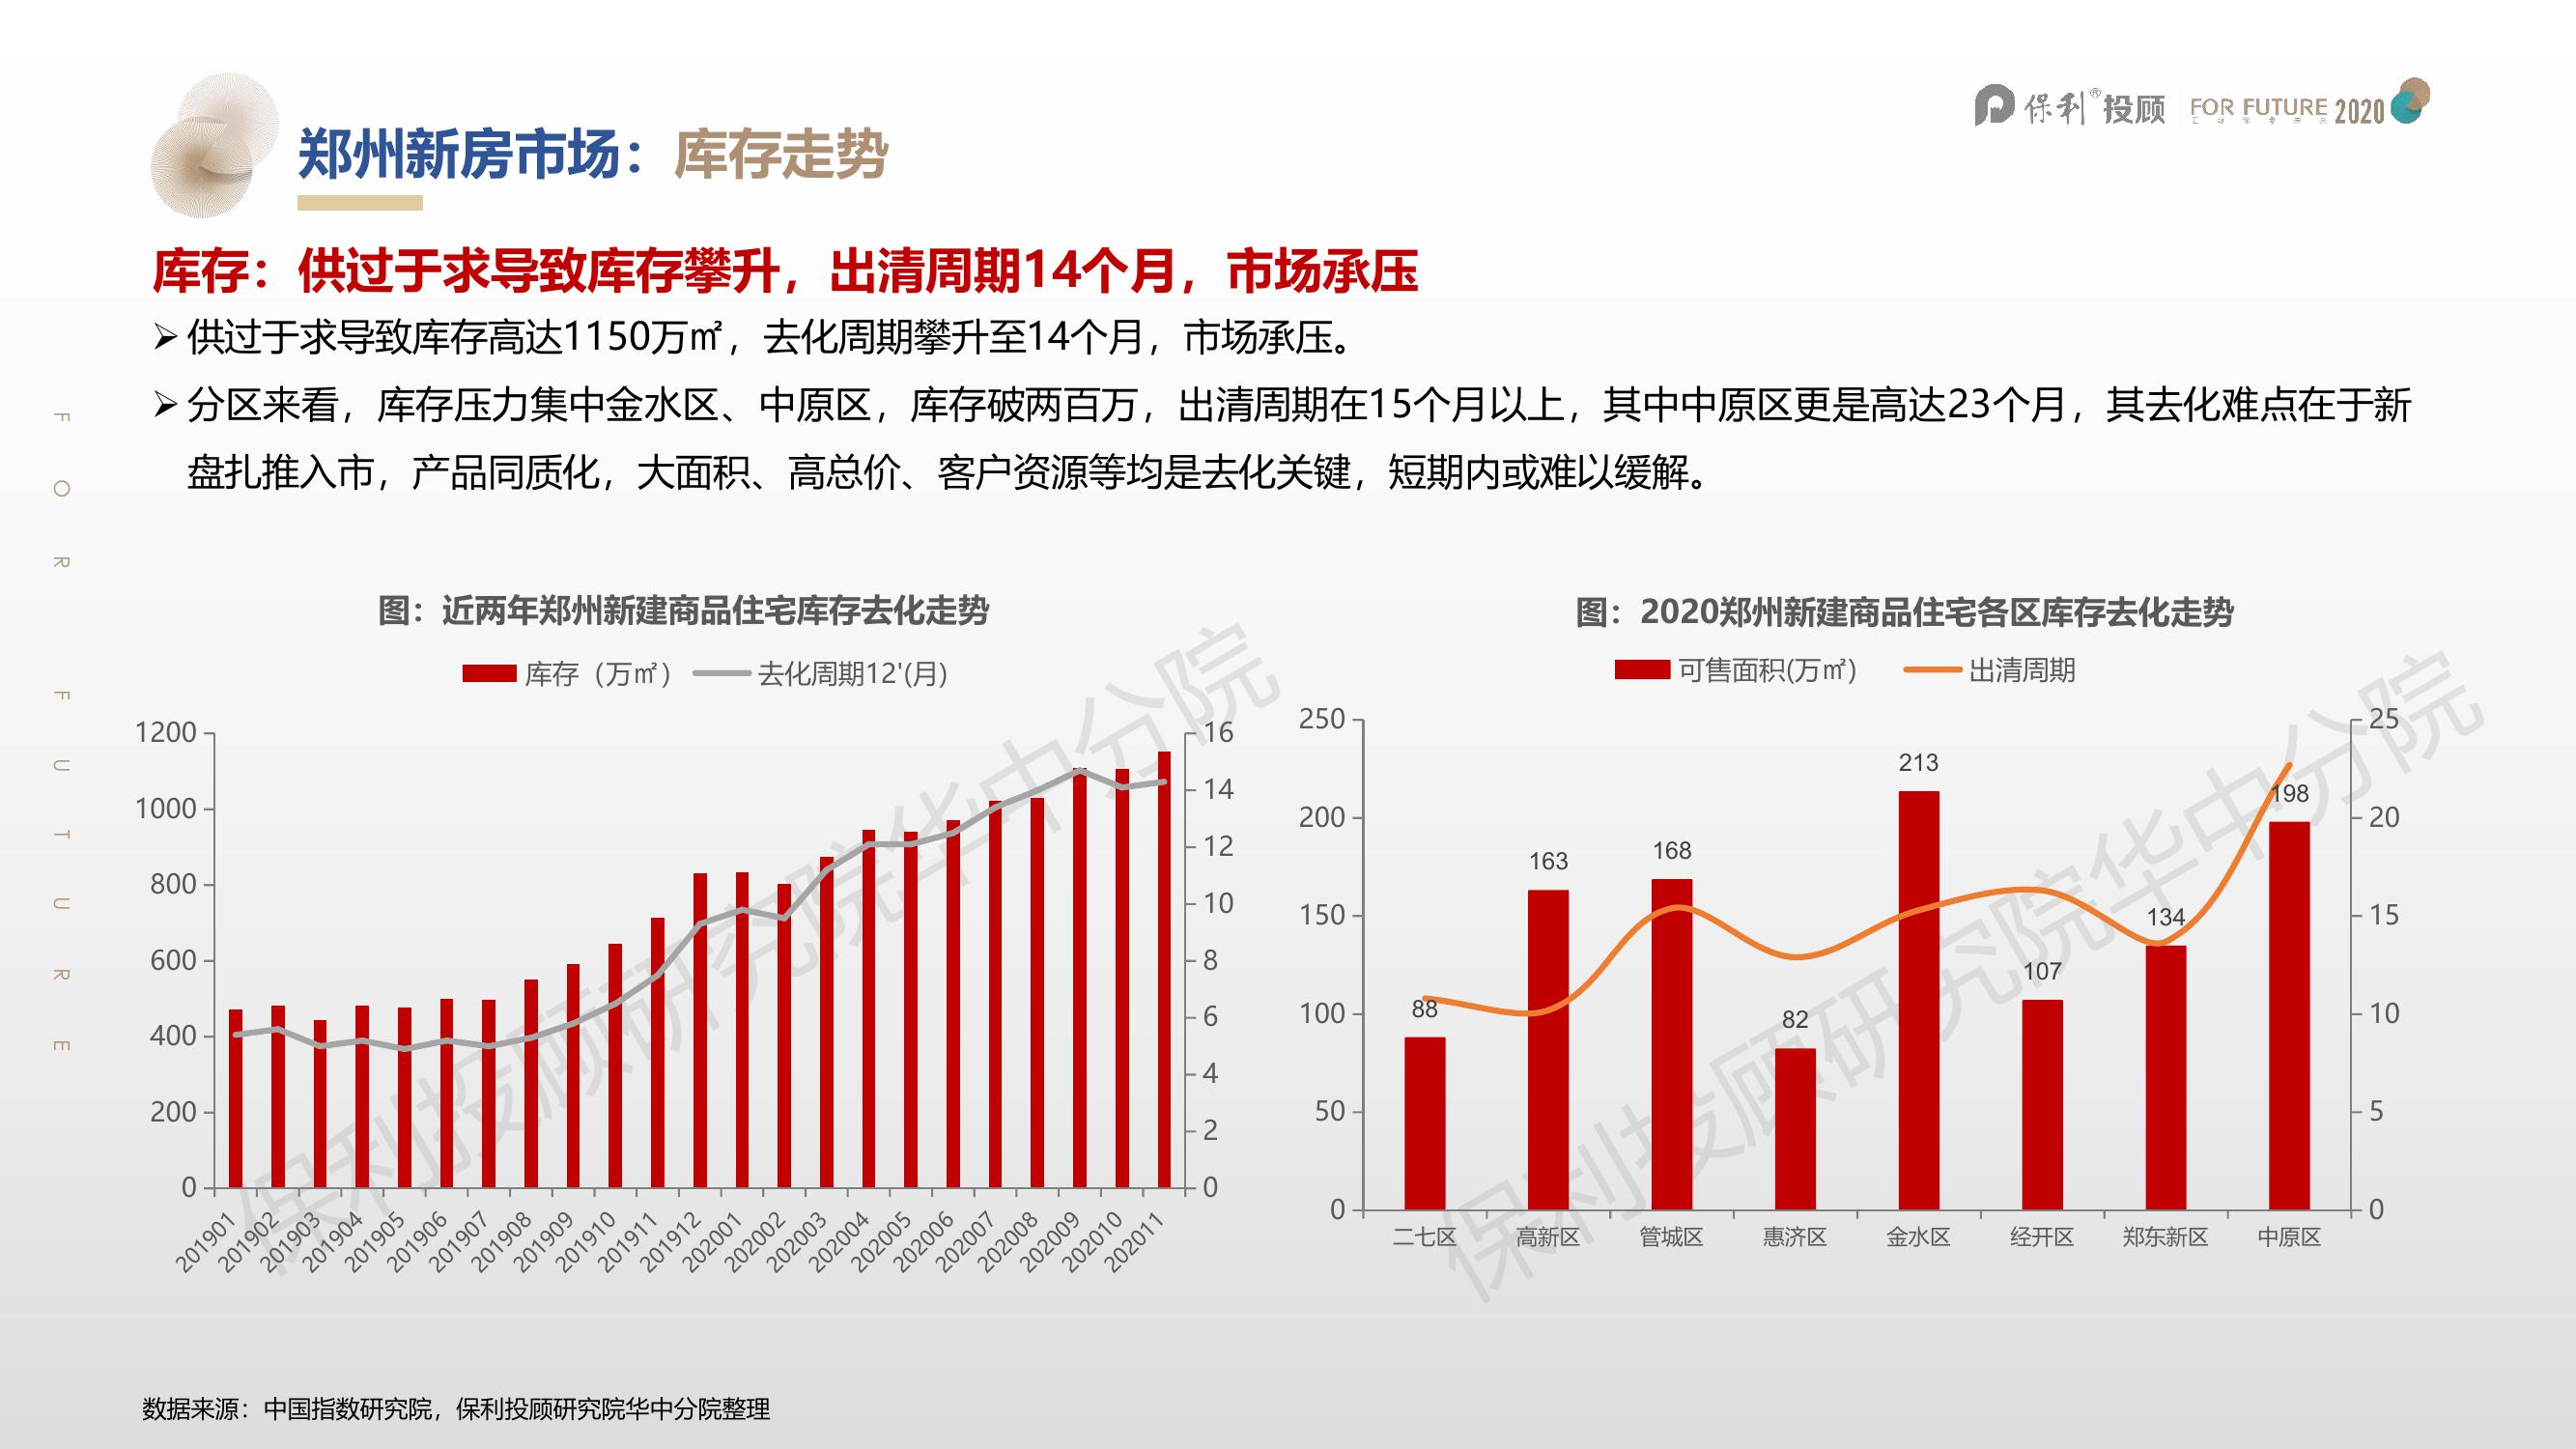 保利®投顾 FOR FUTURE 2020
郑州新房市场：库存走势
库存：供过于求导致库存攀升，出清周期14个月，市场承压
➢供过于求导致库存高达1150万㎡，去化周期攀升至14个月，市场承压。
➢分区来看，库存压力集中金水区、中原区，库存破两百万，出清周期在15个月以上，其中中原区更是高达23个月，其去化难点在于新
盘扎推入市，产品同质化，大面积、高总价、客户资源等均是去化关键，短期内或难以缓解。
FOR FUTURE
图：近两年郑州新建商品住宅库存去化走势
库存（万㎡） 去化周期12'(月)
1200
1000
800
600
400
200
0
16
14
12
10
8
6
4
2
0
201901 201902 201903 201904 201905 201906 201907 201908 201909 201910 201911 201912 202001 202002 202003 202004 202005 202006 202007 202008 202009 202010 202011
保利投顾研究院华中分院
图：2020郑州新建商品住宅各区库存去化走势
可售面积(万㎡) 出清周期
250
200
150
100
50
0
25
20
15
10
5
0
88 163 168 82 213 107 134 198
二七区 高新区 管城区 惠济区 金水区 经开区 郑东新区 中原区
保利投顾研究院华中分院
数据来源：中国指数研究院，保利投顾研究院华中分院整理